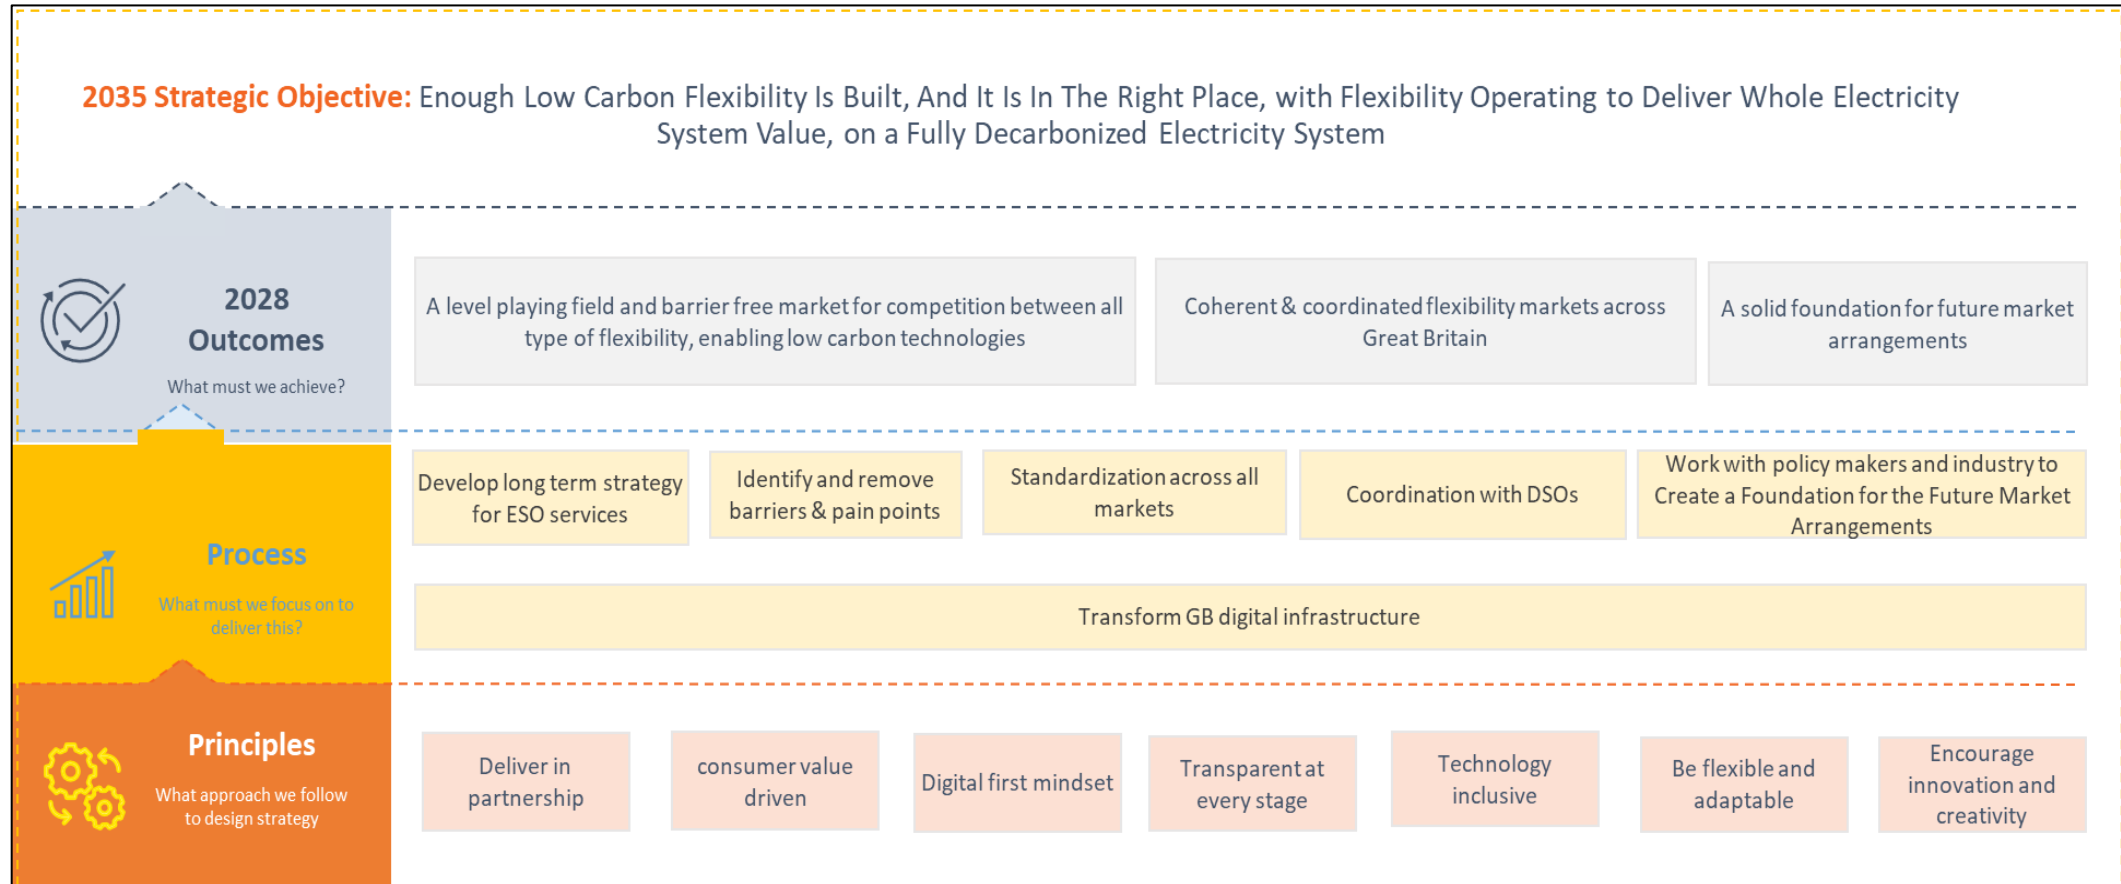 2035 Strategic Objective: Enough Low Carbon Flexibility Is Built, And It Is In The Right Place, with Flexibility Operating to Deliver Whole Electricity
System Value, on a Fully Decarbonized Electricity System
2028
Outcomes
What must we achieve?
A level playing field and barrier free market for competition between all
type of flexibility, enabling low carbon technologies
Coherent & coordinated flexibility markets across
Great Britain
A solid foundation for future market
arrangements
Process
What must we focus on to
deliver this?
Develop long term strategy
for ESO services
Identify and remove
barriers & pain points
Standardization across all
markets
Coordination with DSOs
Work with policy makers and industry to
Create a Foundation for the Future Market
Arrangements
Transform GB digital infrastructure
Principles
What approach we follow
to design strategy
Deliver in
partnership
consumer value
driven
Digital first mindset
Transparent at
every stage
Technology
inclusive
Be flexible and
adaptable
Encourage
innovation and
creativity